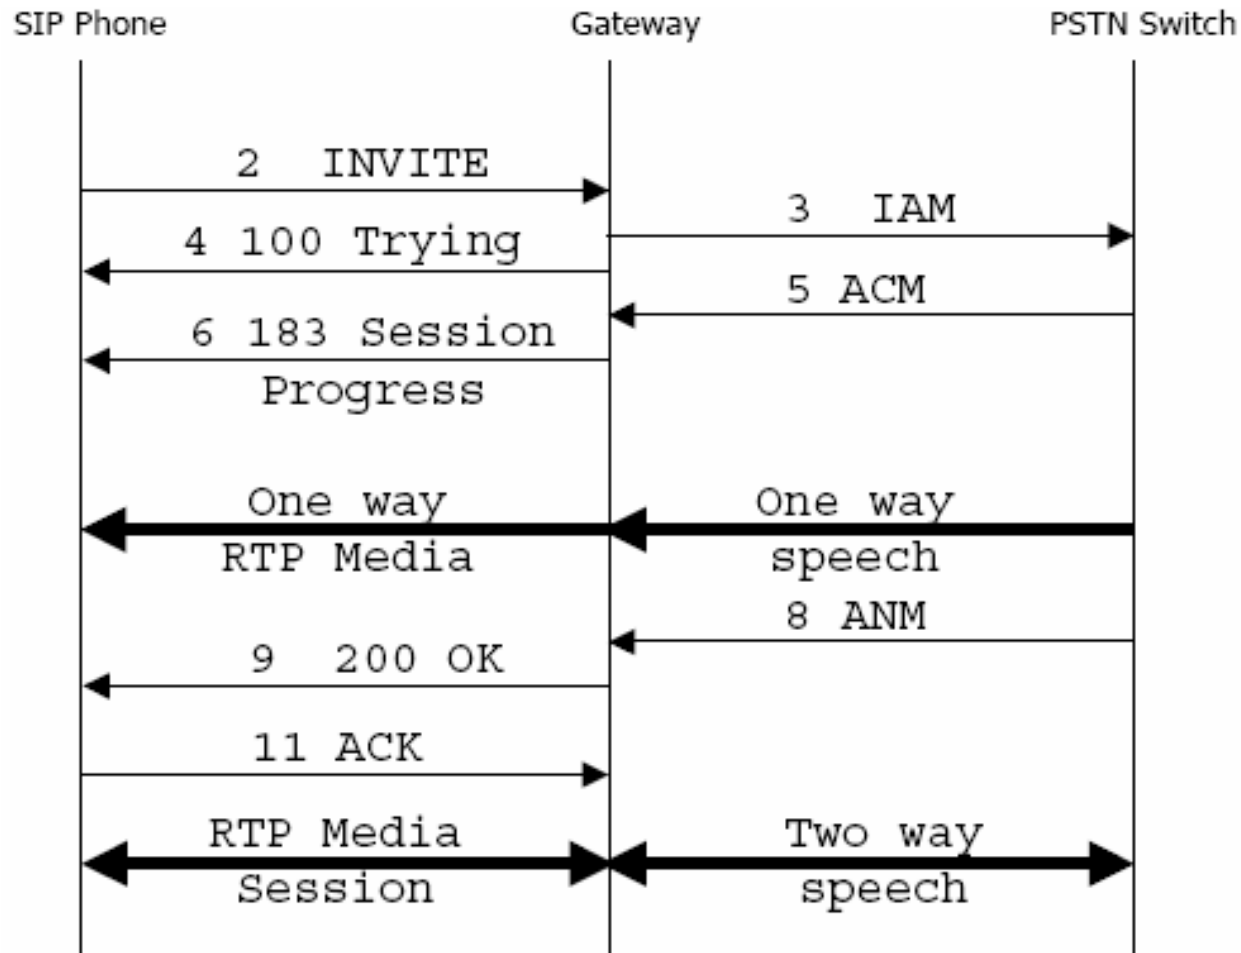 SIP Phone Gateway PSTN Switch
2 INVITE
3 IAM
4 100 Trying
5 ACM
6 183 Session
Progress
One way One way
RTP Media speech
8 ANM
9 200 OK
11 ACK
RTP Media Two way
Session speech